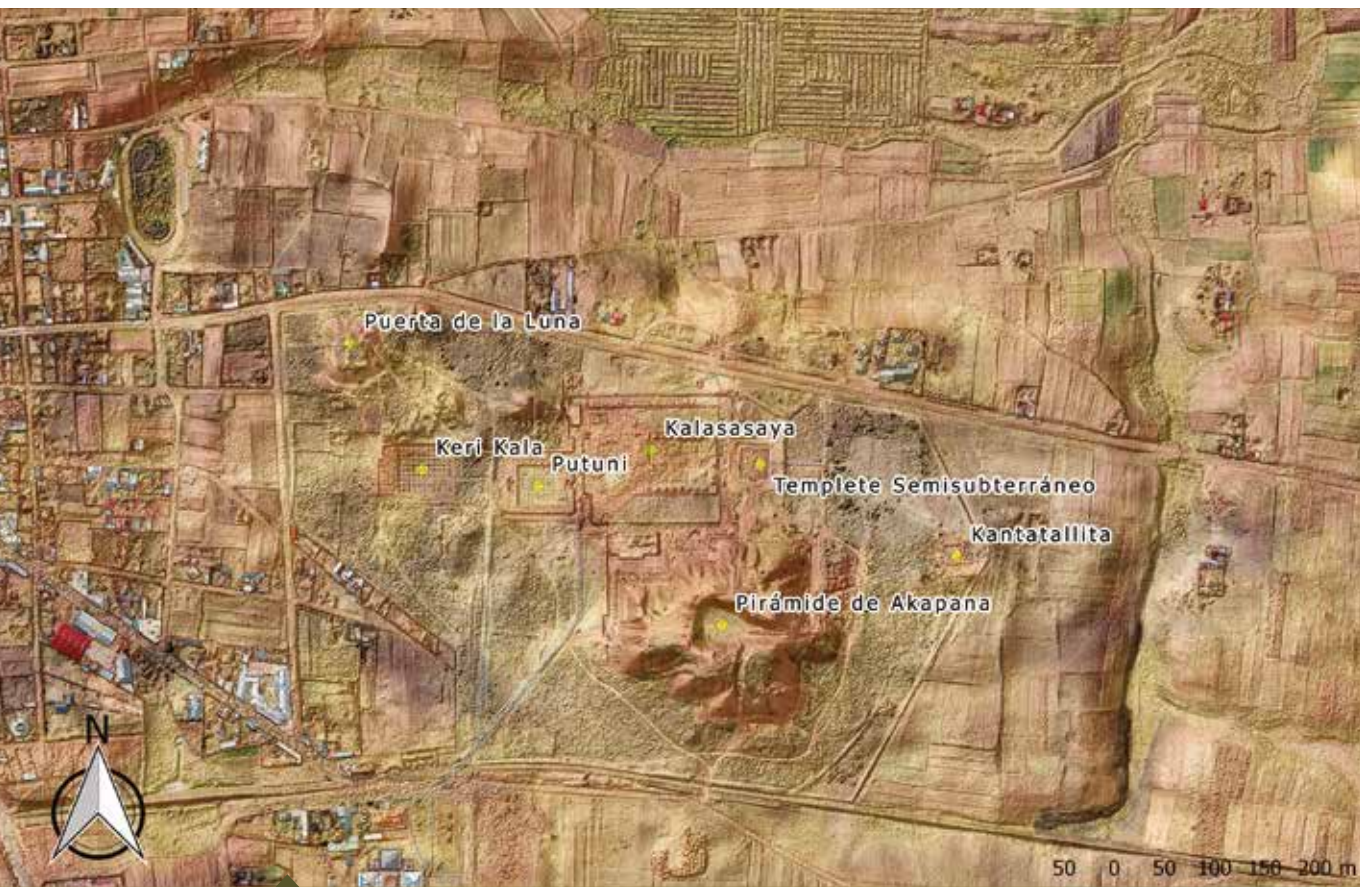 Puerta de la Luna
Kalasasaya
Keri Kala
Putuni
Templete Semisubterráneo
Kantatallita
Pirámide de Akapana
N
50 0 50 100 150 200 m